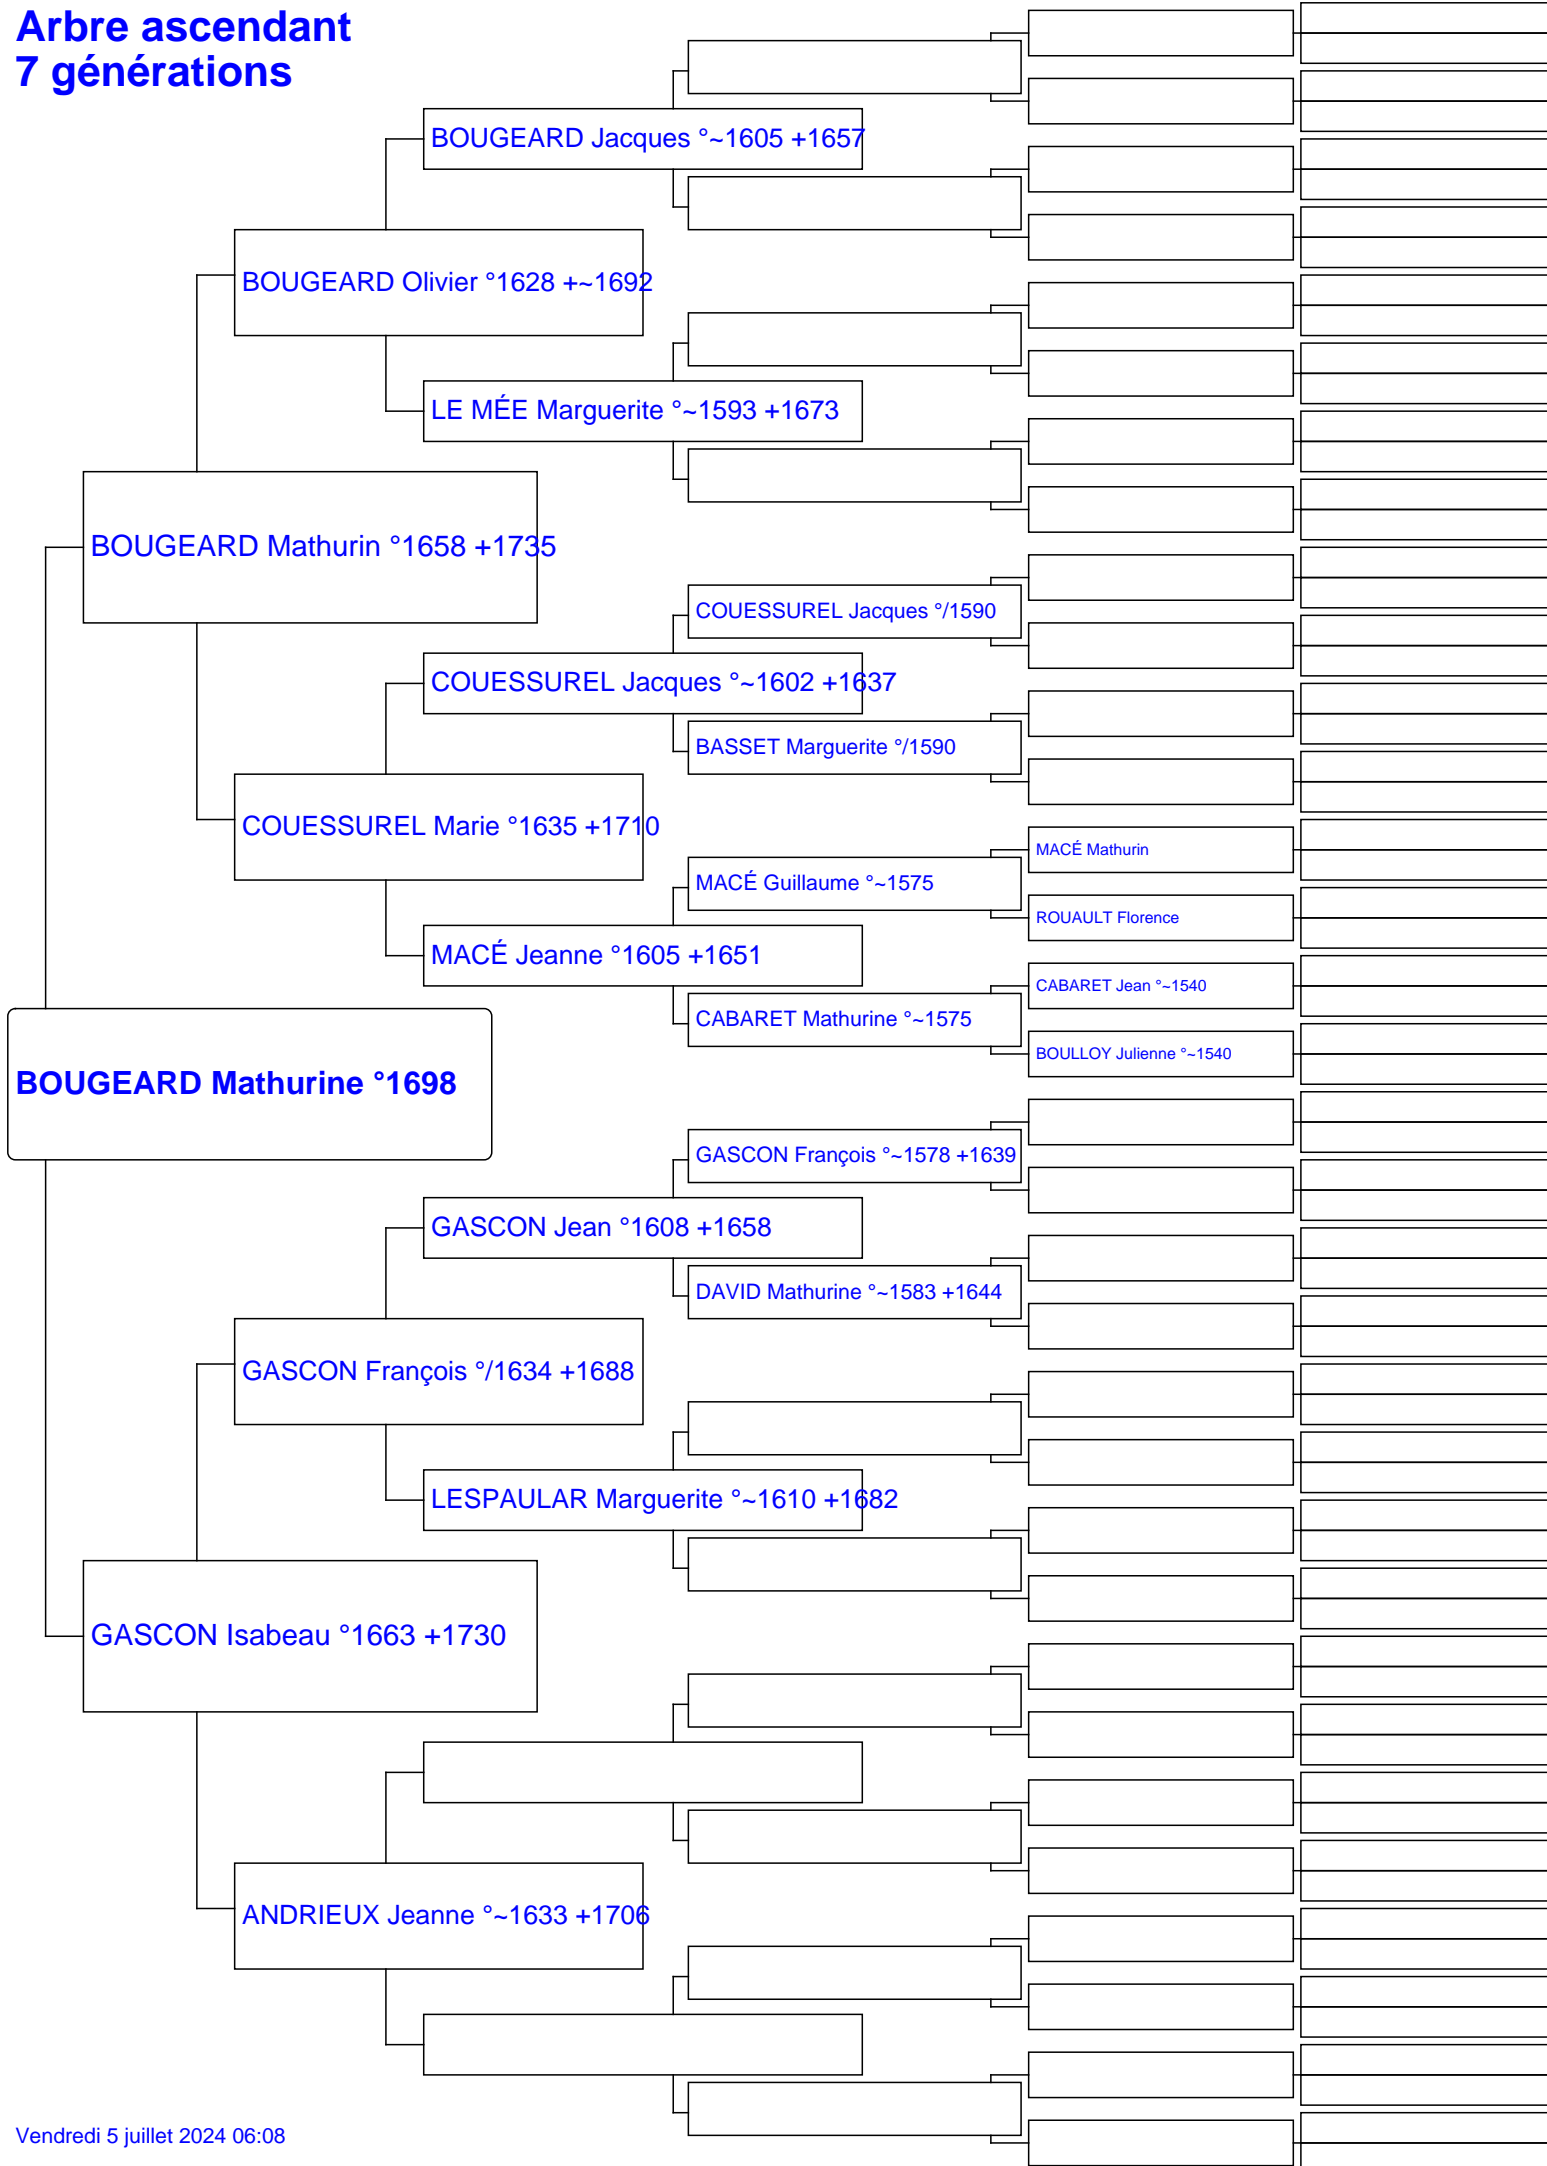 Arbre ascendant
7 générations
BOUGEARD Jacques °~1605 +1657
BOUGEARD Olivier °1628 +~1692
LE MÉE Marguerite °~1593 +1673
BOUGEARD Mathurin °1658 +1735
COUESSUREL Jacques °/1590
COUESSUREL Jacques °~1602 +1637
BASSET Marguerite °/1590
COUESSUREL Marie °1635 +1710
MACÉ Mathurin
MACÉ Guillaume °~1575
ROUAULT Florence
MACÉ Jeanne °1605 +1651
CABARET Jean °~1540
CABARET Mathurine °~1575
BOULLOY Julienne °~1540
BOUGEARD Mathurine °1698
GASCON François °~1578 +1639
GASCON Jean °1608 +1658
DAVID Mathurine °~1583 +1644
GASCON François °/1634 +1688
LESPAULAR Marguerite °~1610 +1682
GASCON Isabeau °1663 +1730
ANDRIEUX Jeanne °~1633 +1706
Vendredi 5 juillet 2024 06:08